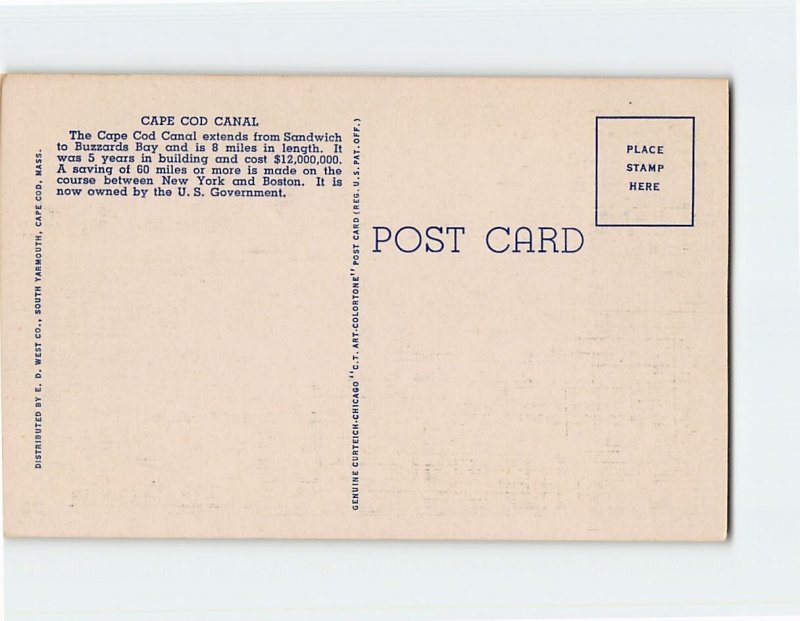 CAPE COD CANAL
The Cape Cod Canal extends from Sandwich
to Buzzards Bay and is 8 miles in length. It
was 5 years in building and cost $12,000,000.
A saving of 60 miles or more is made on the
course between New York and Boston. It is
now owned by the U. S. Government.
DISTRIBUTED BY E. D. WEST CO., SOUTH YARMOUTH, CAPE COD, MASS.
GENUINE CURTEICH-CHICAGO "C.T. ART-COLORTONE" POST CARD (REG. U.S. PAT. OFF.)
POST CARD
PLACE
STAMP
HERE